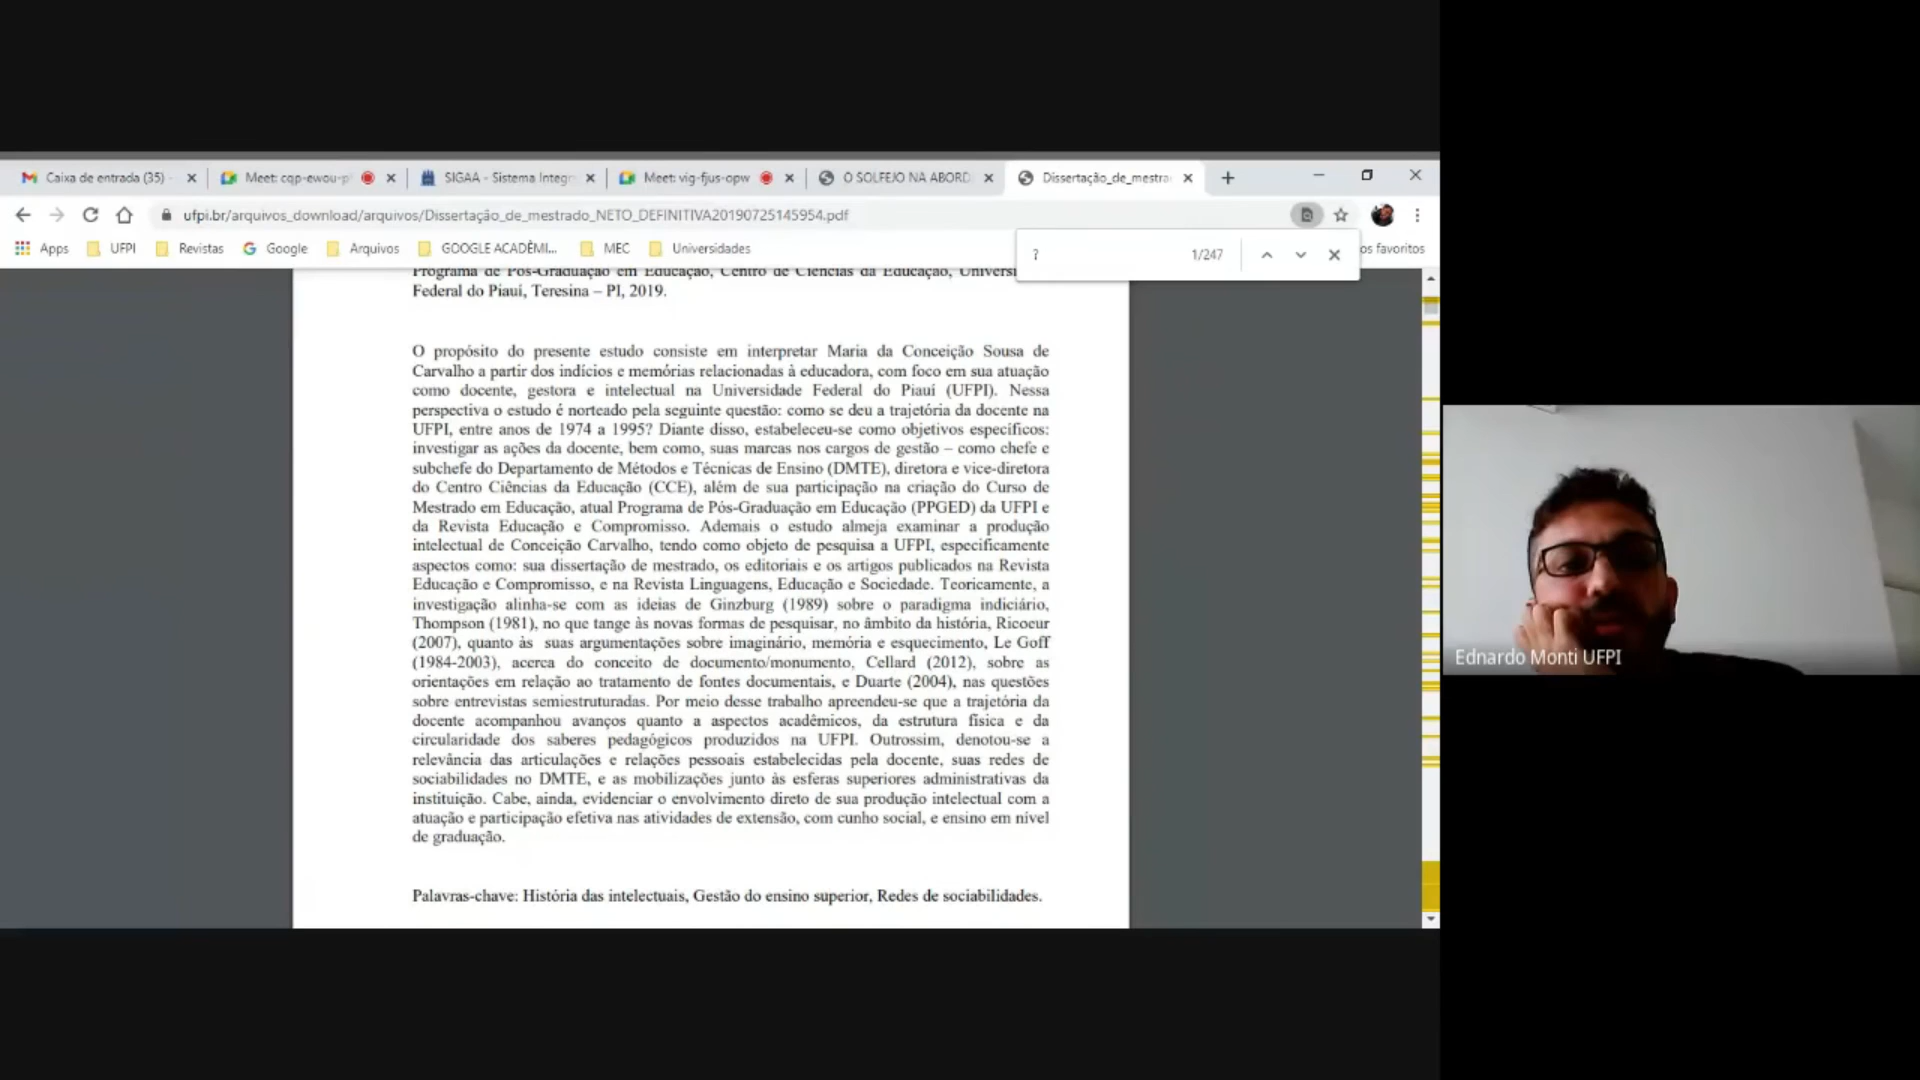 Caixa de entrada (35) -
Meet: cqp-ewou-p
SIGAA - Sistema Integr
Meet: vig-fjus-opw
O SOLFEJO NA ABORD
Dissertação_de_mestra
ufpi.br/arquivos_download/arquivos/Dissertação_de_mestrado_NETO_DEFINITIVA20190725145954.pdf
Apps
UFPI
Revistas
Google
Arquivos
GOOGLE ACADÊMI...
MEC
Universidades
os favoritos
?
1/247
Programa de Pós-Graduação em Educação, Centro de Ciências da Educação, Universi
Federal do Piauí, Teresina – PI, 2019.
O propósito do presente estudo consiste em interpretar Maria da Conceição Sousa de
Carvalho a partir dos indícios e memórias relacionadas à educadora, com foco em sua atuação
como docente, gestora e intelectual na Universidade Federal do Piauí (UFPI). Nessa
perspectiva o estudo é norteado pela seguinte questão: como se deu a trajetória da docente na
UFPI, entre anos de 1974 a 1995? Diante disso, estabeleceu-se como objetivos específicos:
investigar as ações da docente, bem como, suas marcas nos cargos de gestão – como chefe e
subchefe do Departamento de Métodos e Técnicas de Ensino (DMTE), diretora e vice-diretora
do Centro Ciências da Educação (CCE), além de sua participação na criação do Curso de
Mestrado em Educação, atual Programa de Pós-Graduação em Educação (PPGED) da UFPI e
da Revista Educação e Compromisso. Ademais o estudo almeja examinar a produção
intelectual de Conceição Carvalho, tendo como objeto de pesquisa a UFPI, especificamente
aspectos como: sua dissertação de mestrado, os editoriais e os artigos publicados na Revista
Educação e Compromisso, e na Revista Linguagens, Educação e Sociedade. Teoricamente, a
investigação alinha-se com as ideias de Ginzburg (1989) sobre o paradigma indiciário,
Thompson (1981), no que tange às novas formas de pesquisar, no âmbito da história, Ricoeur
(2007), quanto às suas argumentações sobre imaginário, memória e esquecimento, Le Goff
(1984-2003), acerca do conceito de documento/monumento, Cellard (2012), sobre as
orientações em relação ao tratamento de fontes documentais, e Duarte (2004), nas questões
sobre entrevistas semiestruturadas. Por meio desse trabalho apreendeu-se que a trajetória da
docente acompanhou avanços quanto a aspectos acadêmicos, da estrutura física e da
circularidade dos saberes pedagógicos produzidos na UFPI. Outrossim, denotou-se a
relevância das articulações e relações pessoais estabelecidas pela docente, suas redes de
sociabilidades no DMTE, e as mobilizações junto às esferas superiores administrativas da
instituição. Cabe, ainda, evidenciar o envolvimento direto de sua produção intelectual com a
atuação e participação efetiva nas atividades de extensão, com cunho social, e ensino em nível
de graduação.
Palavras-chave: História das intelectuais, Gestão do ensino superior, Redes de sociabilidades.
Ednardo Monti UFPI